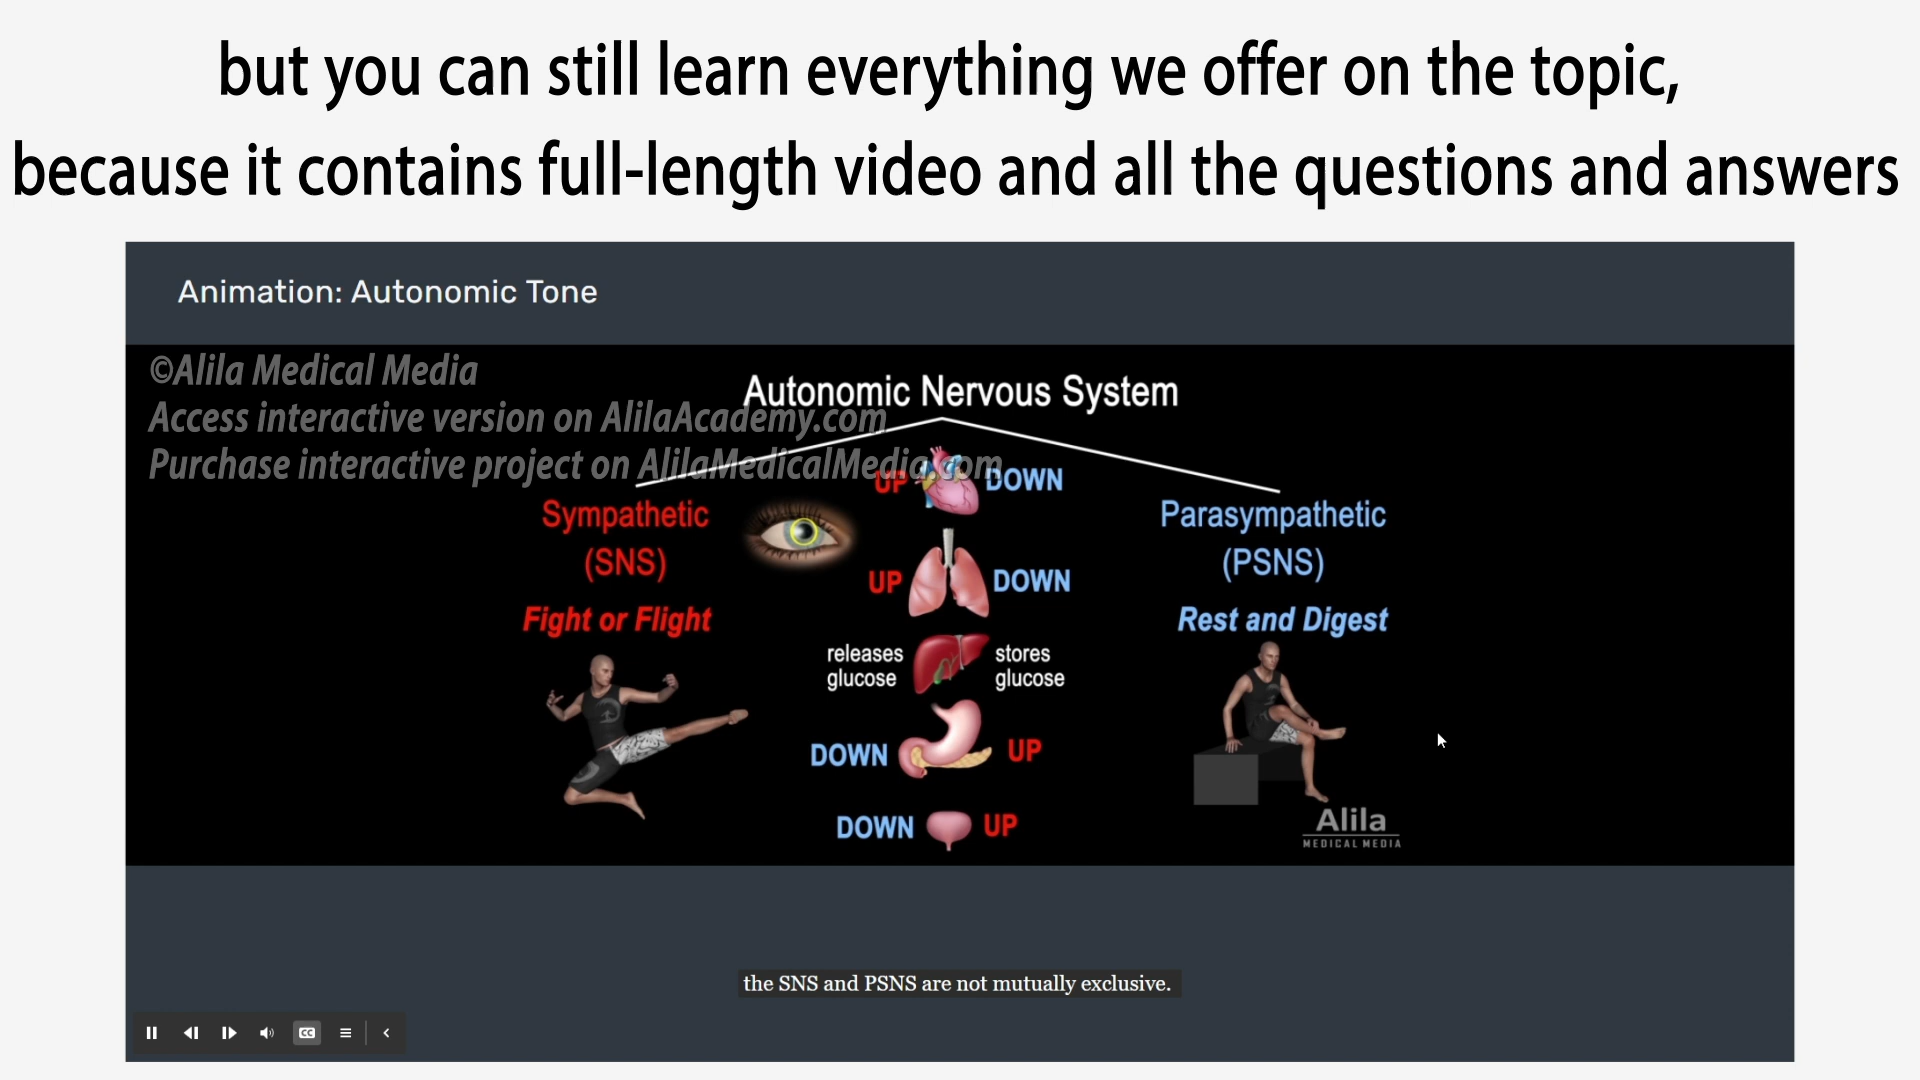 but you can still learn everything we offer on the topic,
because it contains full-length video and all the questions and answers
Animation: Autonomic Tone
©Alila Medical Media
Access interactive version on AlilaAcademy.com
Purchase interactive project on AlilaMedicalMedia.com
Autonomic Nervous System
UP DOWN
Sympathetic
(SNS)
Fight or Flight
Parasympathetic
(PSNS)
Rest and Digest
UP DOWN
releases
glucose
stores
glucose
DOWN UP
DOWN UP
Alila
MEDICAL MEDIA
the SNS and PSNS are not mutually exclusive.
CC